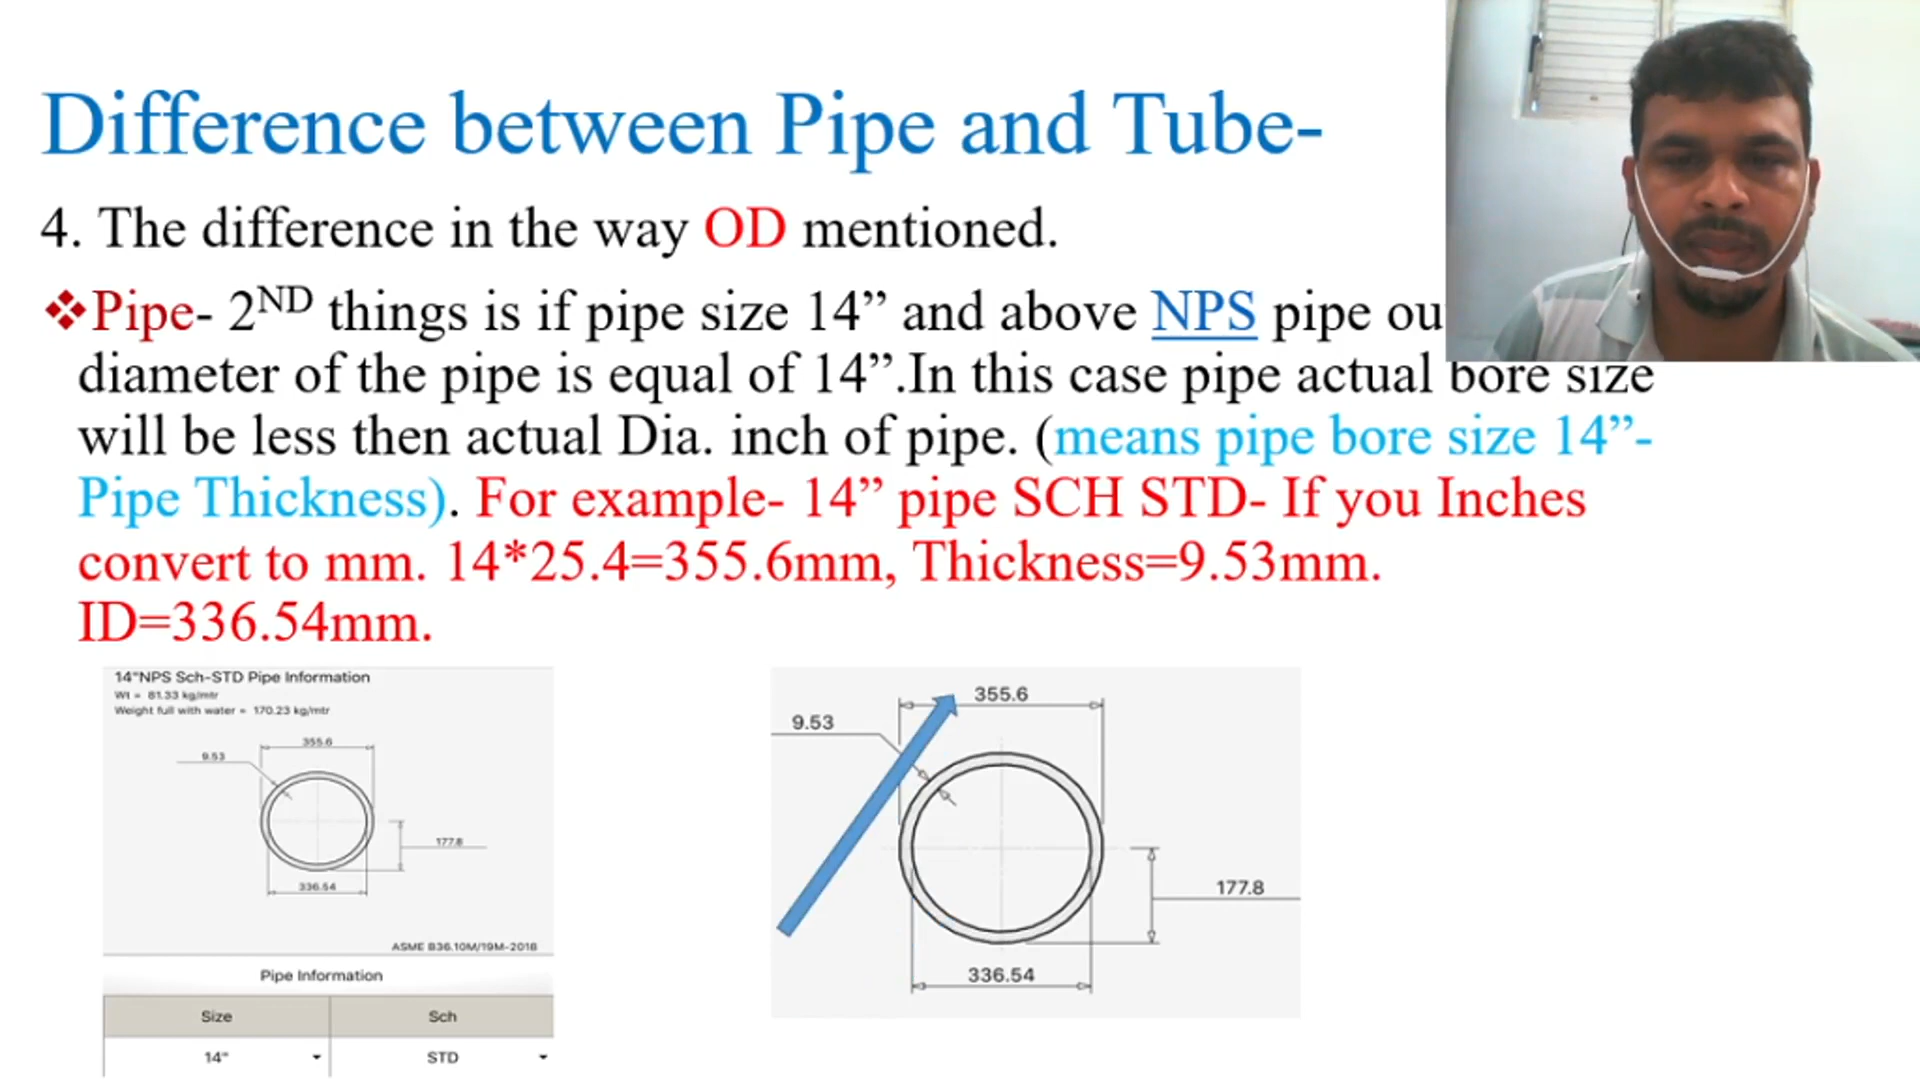 Difference between Pipe and Tube-
4. The difference in the way OD mentioned.
❖Pipe- 2ND things is if pipe size 14” and above NPS pipe ou
diameter of the pipe is equal of 14”.In this case pipe actual bore size
will be less then actual Dia. inch of pipe. (means pipe bore size 14”-
Pipe Thickness). For example- 14” pipe SCH STD- If you Inches
convert to mm. 14*25.4=355.6mm, Thickness=9.53mm.
ID=336.54mm.
14"NPS Sch-STD Pipe Information
Wt = 81.33 kg/mtr
Weight full with water = 170.23 kg/mtr
355.6
9.53
177.8
336.54
ASME B36.10M/19M-2018
Pipe Information
Size Sch
14" STD
355.6
9.53
177.8
336.54